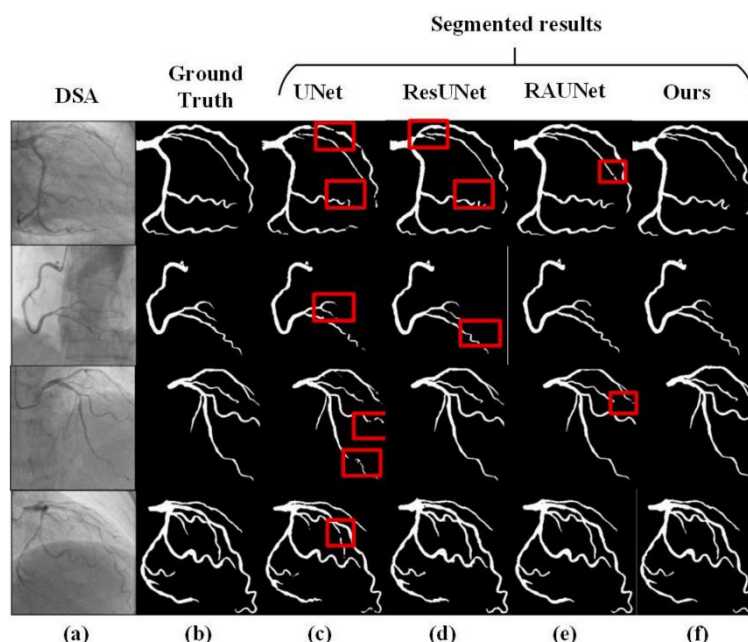 Segmented results
DSA
Ground
Truth
UNet
ResUNet
RAUNet
Ours
(a)
(b)
(c)
(d)
(e)
(f)